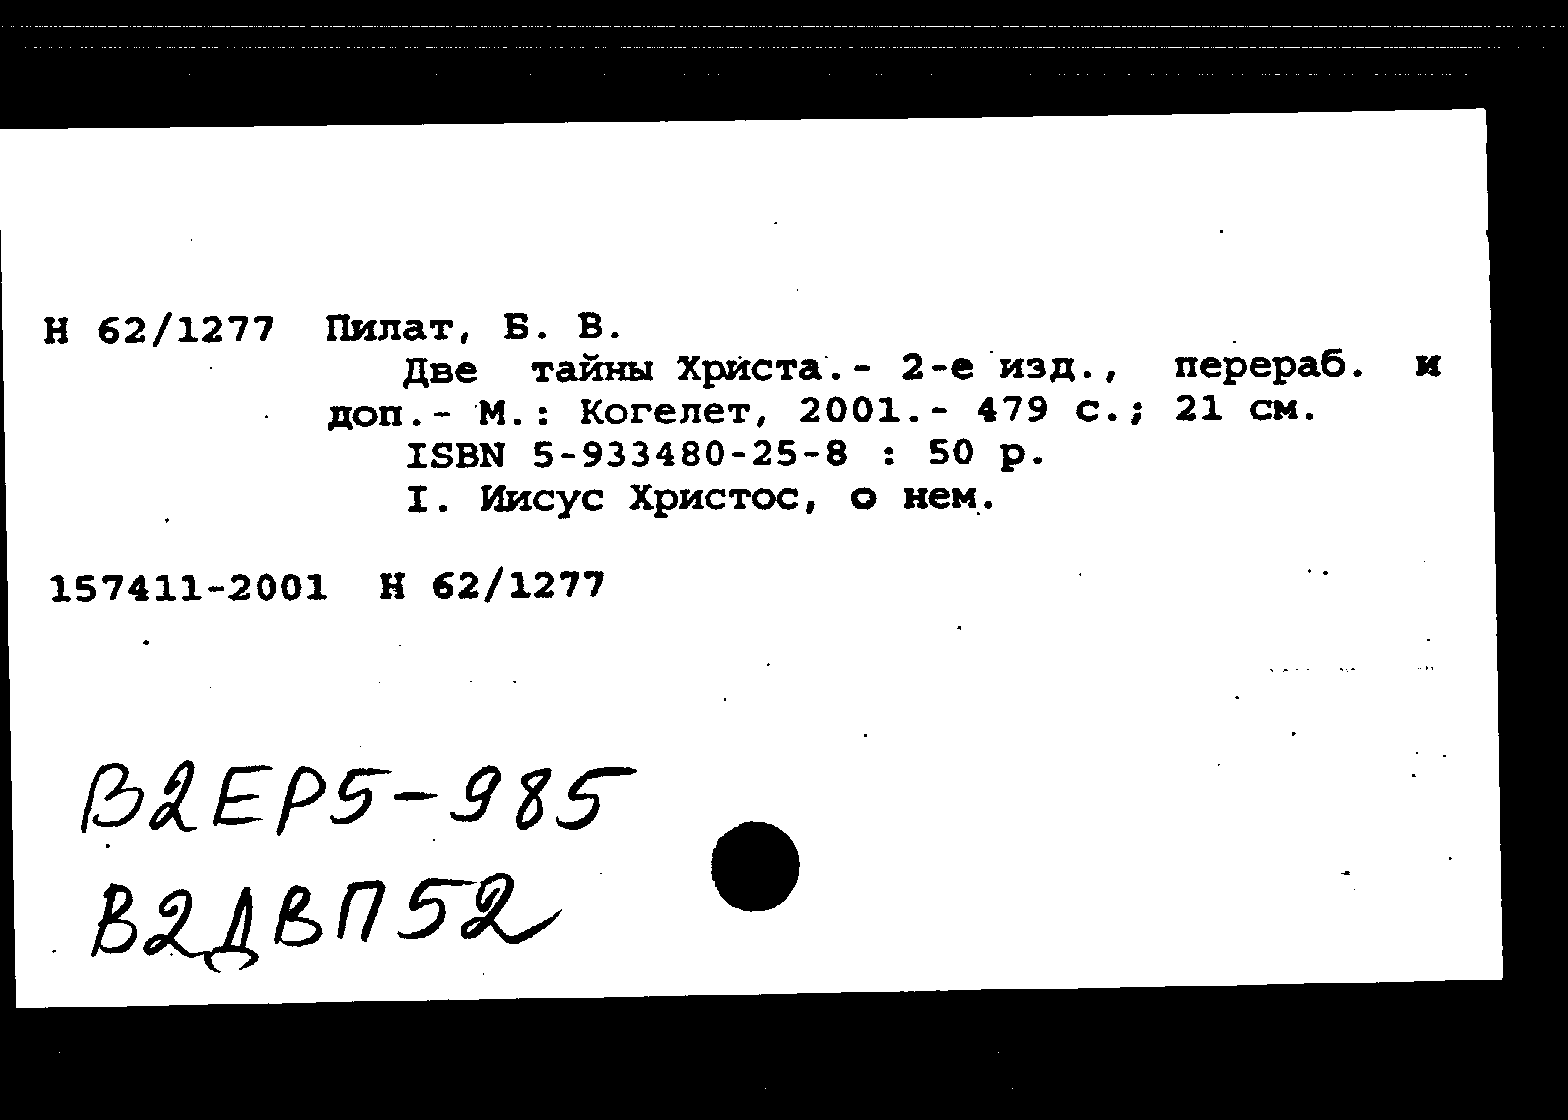 Н 62/1277 Пилат, Б. В.
Две тайны Христа.- 2-е изд., перераб. и
доп.- М.: Когелет, 2001.- 479 с.; 21 см.
ISBN 5-933480-25-8 : 50 р.
I. Иисус Христос, о нем.
157411-2001 Н 62/1277
В2ЕР5-985
В2ДВП52